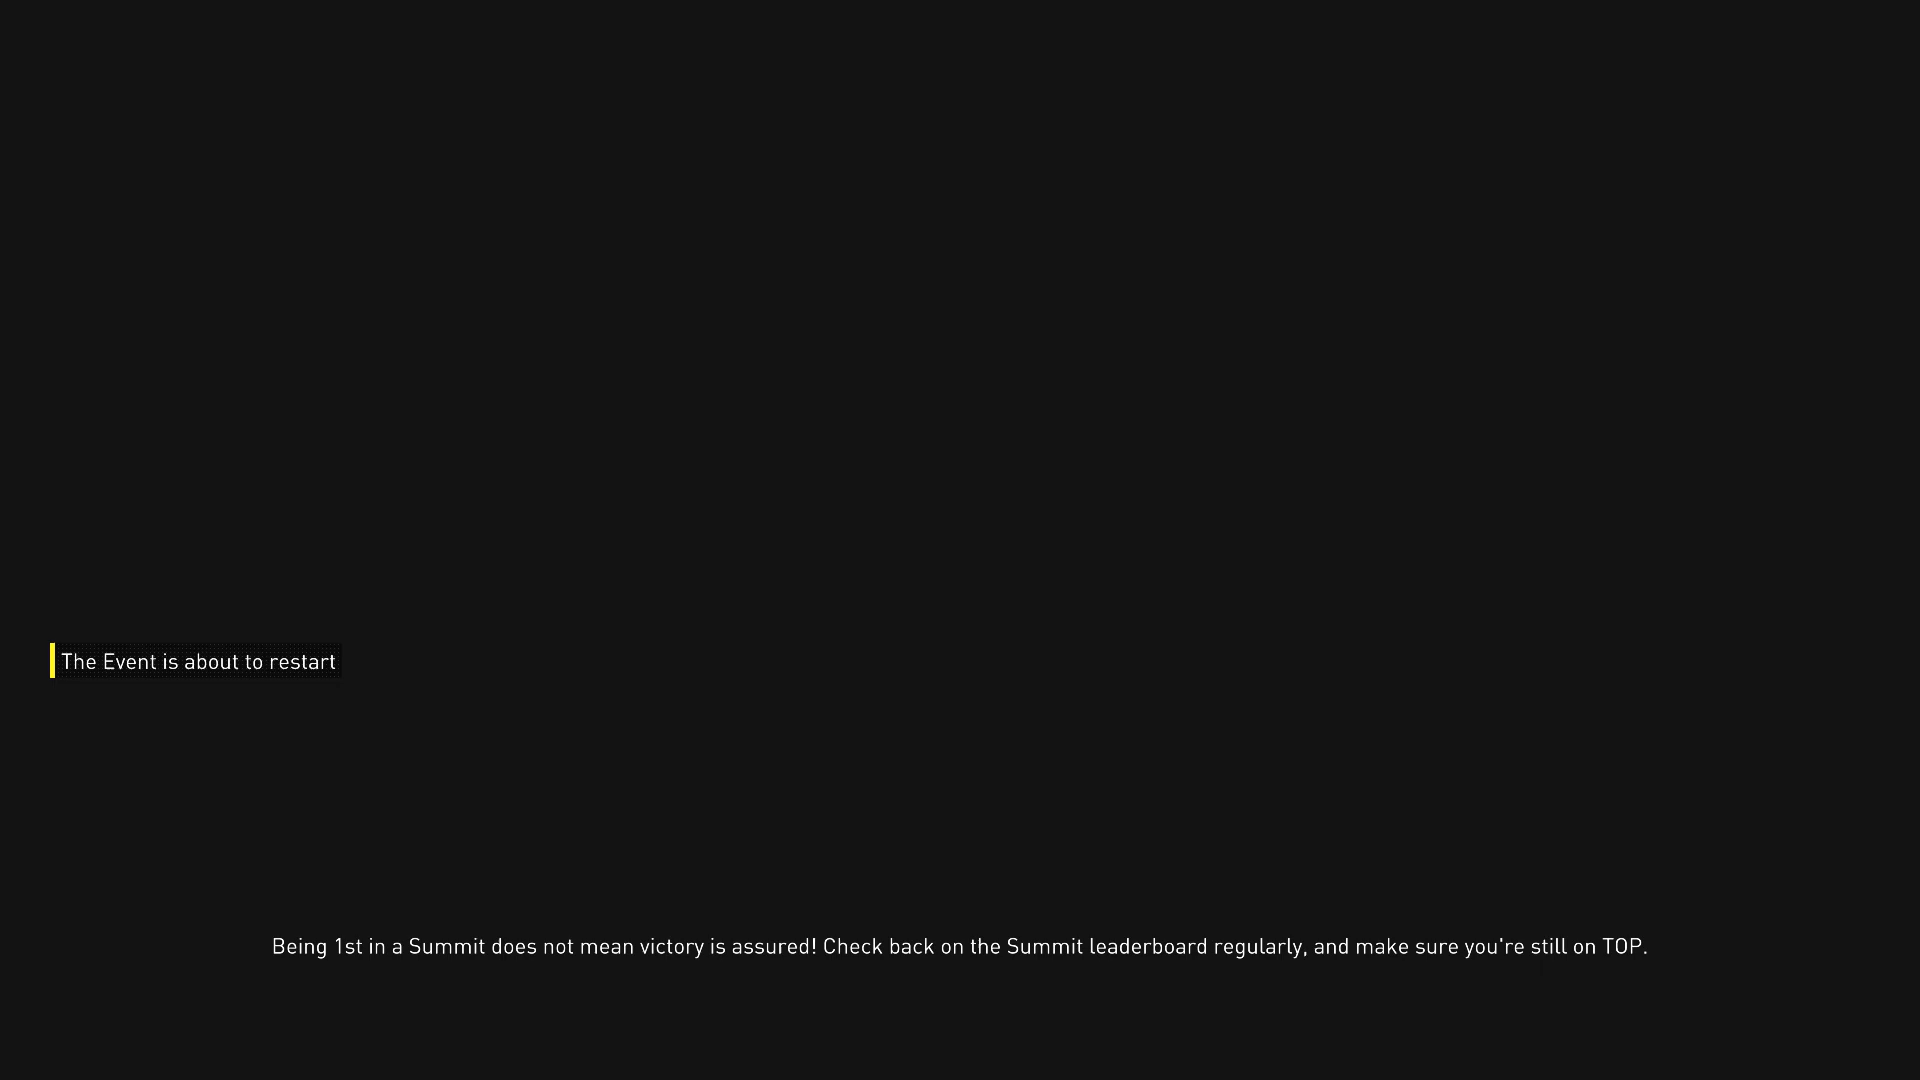 The Event is about to restart
Being 1st in a Summit does not mean victory is assured! Check back on the Summit leaderboard regularly, and make sure you're still on TOP.